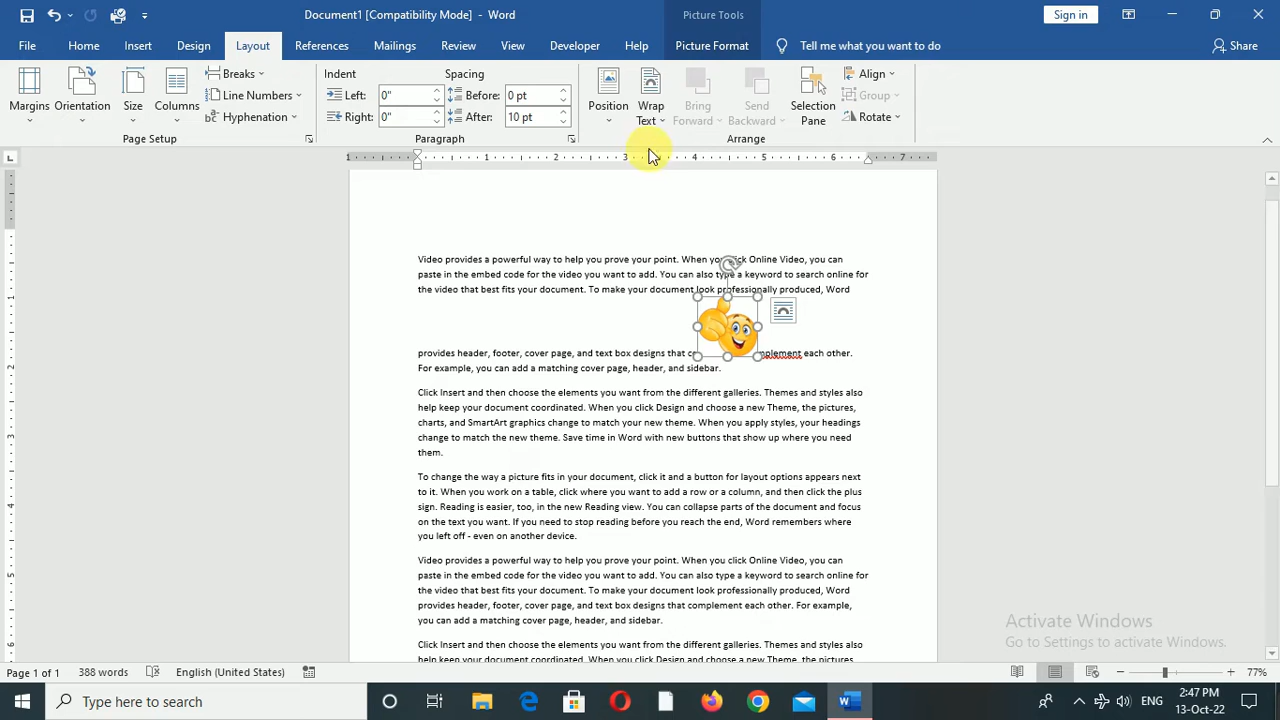 Document1 [Compatibility Mode] - Word
Picture Tools
Sign in
File Home Insert Design Layout References Mailings Review View Developer Help Picture Format Tell me what you want to do Share
Margins Orientation Size Columns
Breaks
Line Numbers
Hyphenation
Page Setup
Indent Spacing
Left: 0" Before: 0 pt
Right: 0" After: 10 pt
Paragraph
Position Wrap Text Bring Forward Send Backward Selection Pane
Align
Group
Rotate
Arrange
1 1 2 3 4 5 6 7
1
3
4
5
Video provides a powerful way to help you prove your point. When you click Online Video, you can
paste in the embed code for the video you want to add. You can also type a keyword to search online for
the video that best fits your document. To make your document look professionally produced, Word
provides header, footer, cover page, and text box designs that plement each other.
For example, you can add a matching cover page, header, and sidebar.
Click Insert and then choose the elements you want from the different galleries. Themes and styles also
help keep your document coordinated. When you click Design and choose a new Theme, the pictures,
charts, and SmartArt graphics change to match your new theme. When you apply styles, your headings
change to match the new theme. Save time in Word with new buttons that show up where you need
them.
To change the way a picture fits in your document, click it and a button for layout options appears next
to it. When you work on a table, click where you want to add a row or a column, and then click the plus
sign. Reading is easier, too, in the new Reading view. You can collapse parts of the document and focus
on the text you want. If you need to stop reading before you reach the end, Word remembers where
you left off - even on another device.
Video provides a powerful way to help you prove your point. When you click Online Video, you can
paste in the embed code for the video you want to add. You can also type a keyword to search online for
the video that best fits your document. To make your document look professionally produced, Word
provides header, footer, cover page, and text box designs that complement each other. For example,
you can add a matching cover page, header, and sidebar.
Click Insert and then choose the elements you want from the different galleries. Themes and styles also
help keep your document coordinated. When you click Design and choose a new Theme, the pictures
Activate Windows
Go to Settings to activate Windows.
Page 1 of 1 388 words English (United States) 77%
Type here to search
ENG
2:47 PM
13-Oct-22